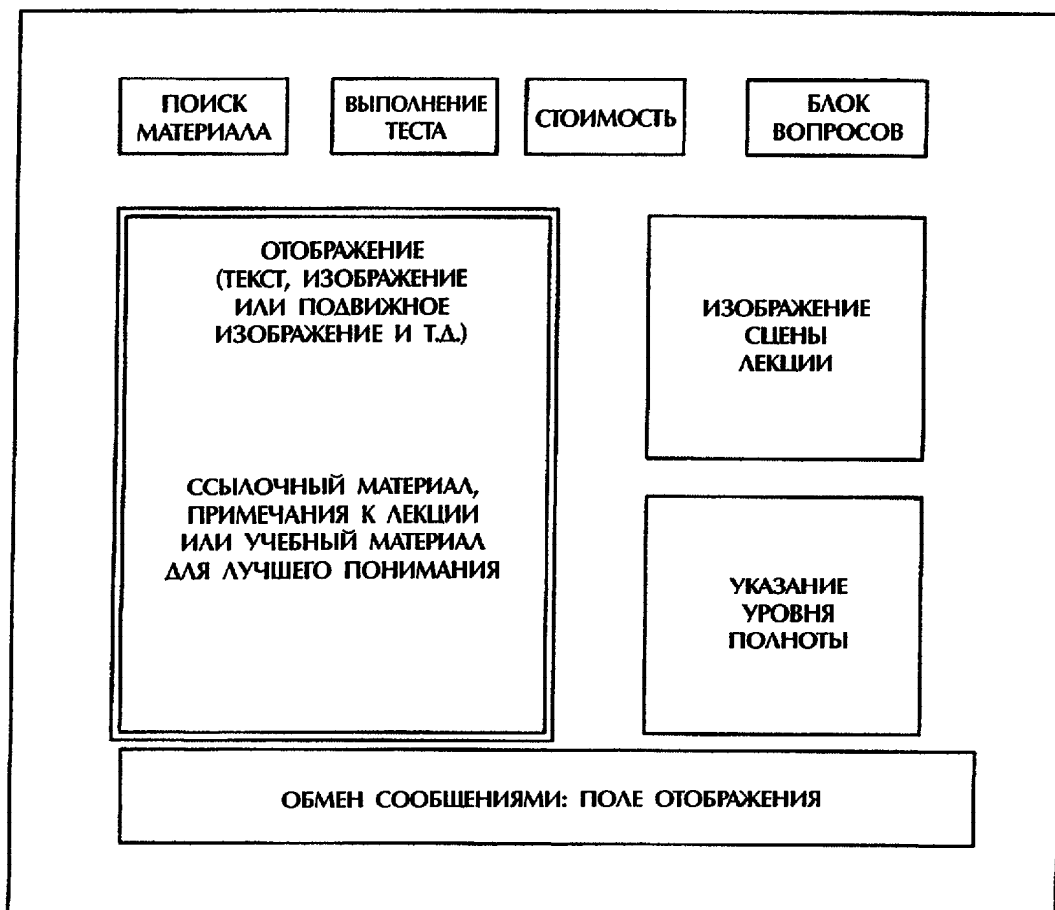 ПОИСК
МАТЕРИАЛА
ВЫПОЛНЕНИЕ
ТЕСТА
СТОИМОСТЬ
БЛОК
ВОПРОСОВ
ОТОБРАЖЕНИЕ
(ТЕКСТ, ИЗОБРАЖЕНИЕ
ИЛИ ПОДВИЖНОЕ
ИЗОБРАЖЕНИЕ И Т.Д.)
ССЫЛОЧНЫЙ МАТЕРИАЛ,
ПРИМЕЧАНИЯ К ЛЕКЦИИ
ИЛИ УЧЕБНЫЙ МАТЕРИАЛ
ДЛЯ ЛУЧШЕГО ПОНИМАНИЯ
ИЗОБРАЖЕНИЕ
СЦЕНЫ
ЛЕКЦИИ
УКАЗАНИЕ
УРОВНЯ
ПОЛНОТЫ
ОБМЕН СООБЩЕНИЯМИ: ПОЛЕ ОТОБРАЖЕНИЯ